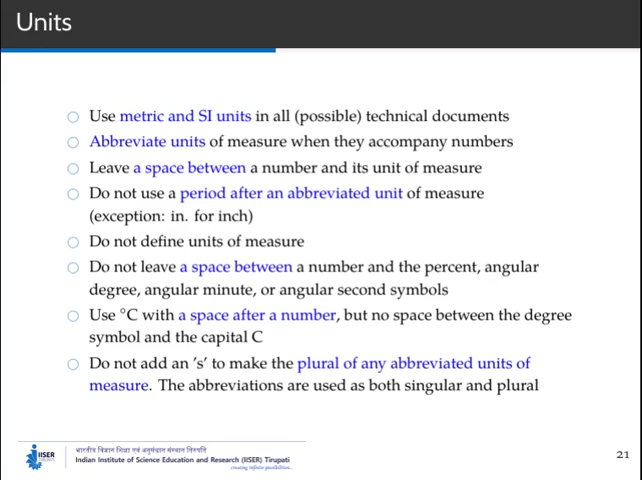 Units
Use metric and SI units in all (possible) technical documents
Abbreviate units of measure when they accompany numbers
Leave a space between a number and its unit of measure
Do not use a period after an abbreviated unit of measure
(exception: in. for inch)
Do not define units of measure
Do not leave a space between a number and the percent, angular
degree, angular minute, or angular second symbols
Use °C with a space after a number, but no space between the degree
symbol and the capital C
Do not add an 's' to make the plural of any abbreviated units of
measure. The abbreviations are used as both singular and plural
IISER
भारतीय विज्ञान शिक्षा एवं अनुसंधान संस्थान तिरुपति
Indian Institute of Science Education and Research (IISER) Tirupati
creating infinite possibilities...
21